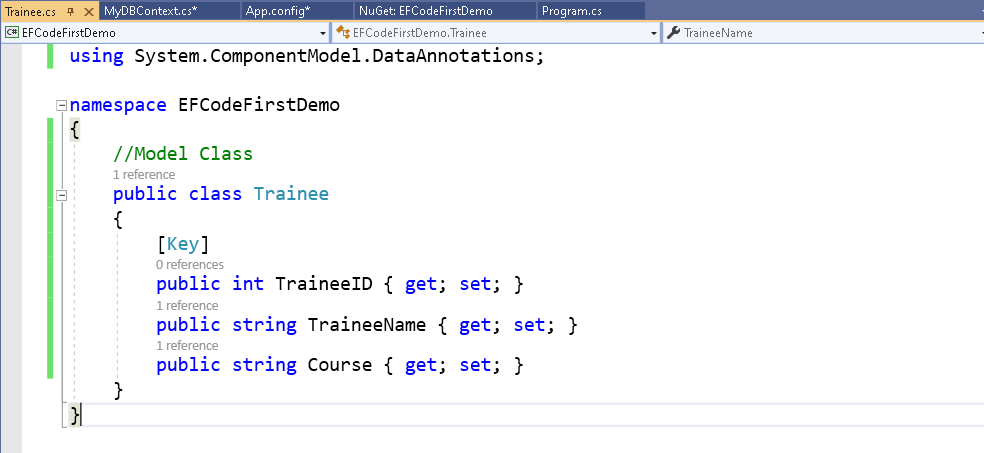 Trainee.cs MyDBContext.cs* App.config* NuGet: EFCodeFirstDemo Program.cs
C# EFCodeFirstDemo EFCodeFirstDemo.Trainee TraineeName
using System.ComponentModel.DataAnnotations;
namespace EFCodeFirstDemo
{
//Model Class
1 reference
public class Trainee
{
[Key]
0 references
public int TraineeID { get; set; }
1 reference
public string TraineeName { get; set; }
1 reference
public string Course { get; set; }
}
}